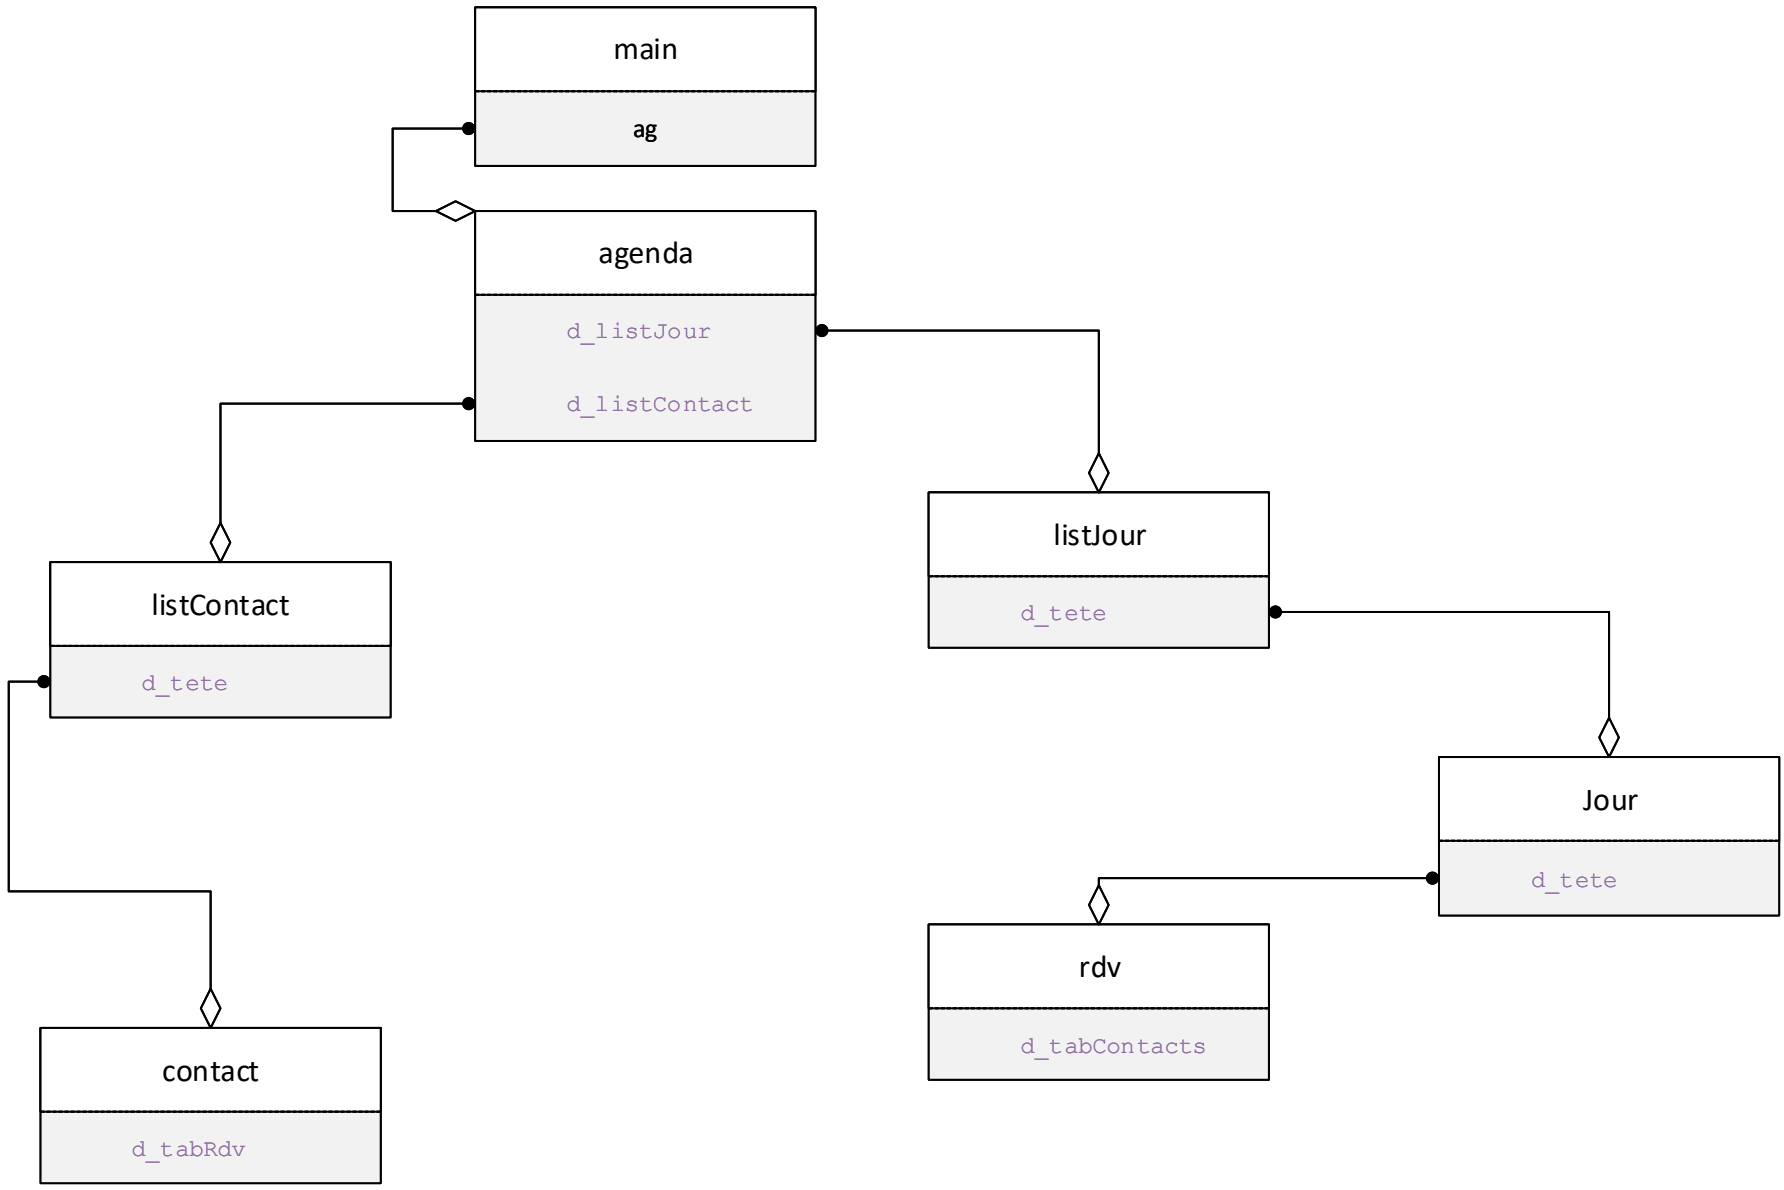 main
ag
agenda
d_listJour
d_listContact
listJour
d_tete
listContact
d_tete
Jour
d_tete
rdv
d_tabContacts
contact
d_tabRdv